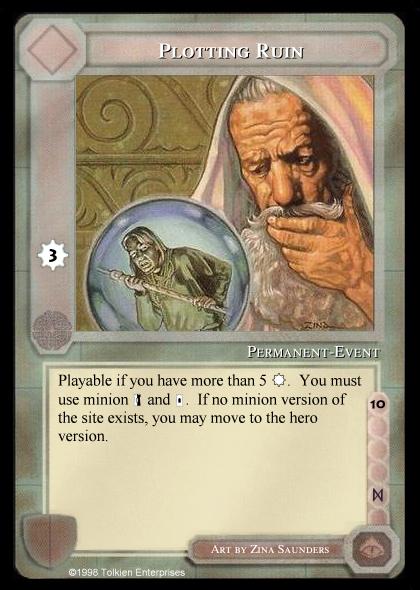 Plotting Ruin
3
ZINA
Permanent-Event
Playable if you have more than 5 . You must
use minion and . If no minion version of
the site exists, you may move to the hero
version.
10
ᛞ
Art by Zina Saunders
©1998 Tolkien Enterprises